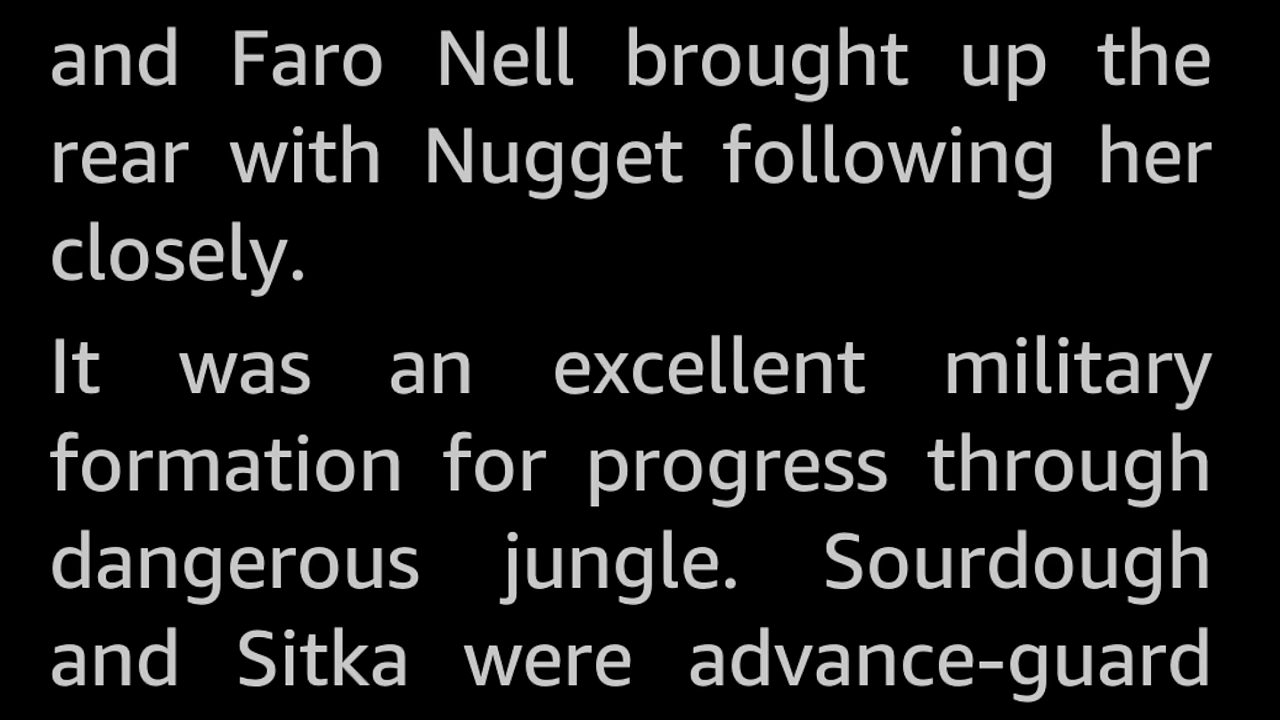 and Faro Nell brought up the
rear with Nugget following her
closely.
It was an excellent military
formation for progress through
dangerous jungle. Sourdough
and Sitka were advance-guard